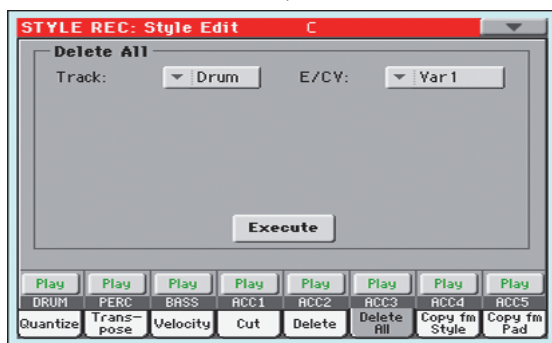 STYLE REC: Style Edit C
Delete All
Track: Drum E/CV: Var1
Execute
Play Play Play Play Play Play Play Play
DRUM PERC BASS ACC1 ACC2 ACC3 ACC4 ACC5
Quantize Trans-pose Velocity Cut Delete Delete All Copy fm Style Copy fm Pad